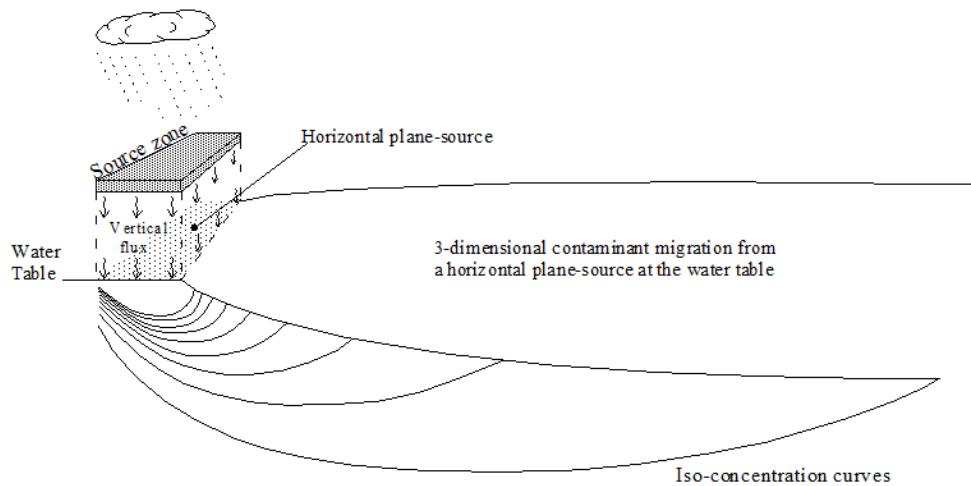 Source zone
Horizontal plane-source
Vertical
flux
Water
Table
3-dimensional contaminant migration from
a horizontal plane-source at the water table
Iso-concentration curves